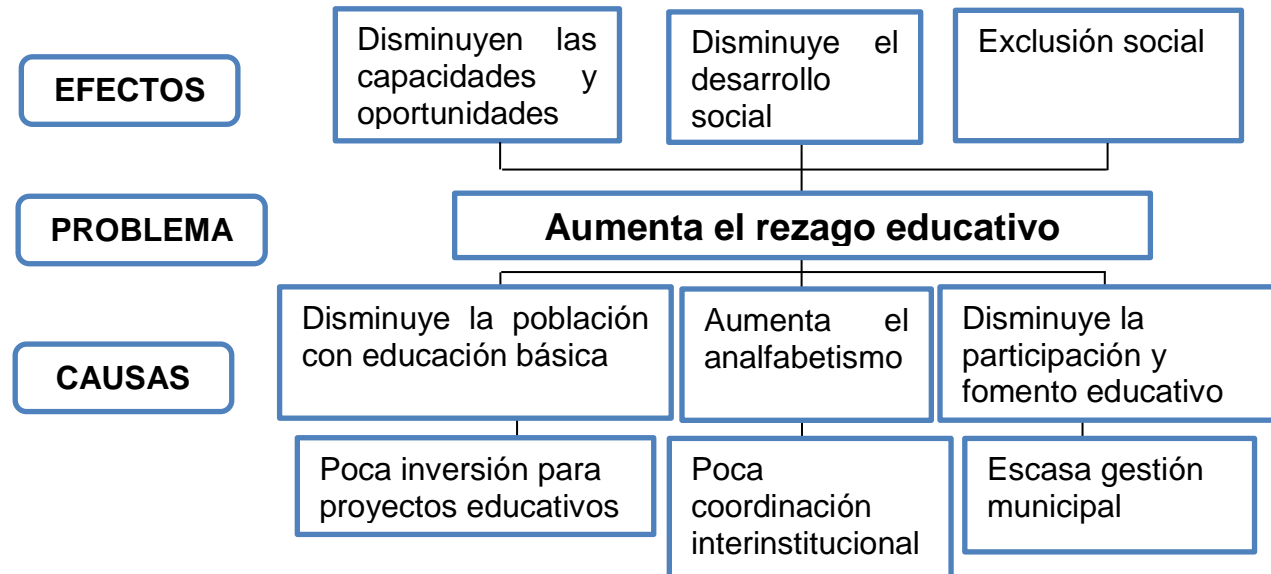 EFECTOS
Disminuyen las
capacidades y
oportunidades
Disminuye el
desarrollo
social
Exclusión social
PROBLEMA
Aumenta el rezago educativo
CAUSAS
Disminuye la población
con educación básica
Aumenta el
analfabetismo
Disminuye la
participación y
fomento educativo
Poca inversión para
proyectos educativos
Poca
coordinación
interinstitucional
Escasa gestión
municipal